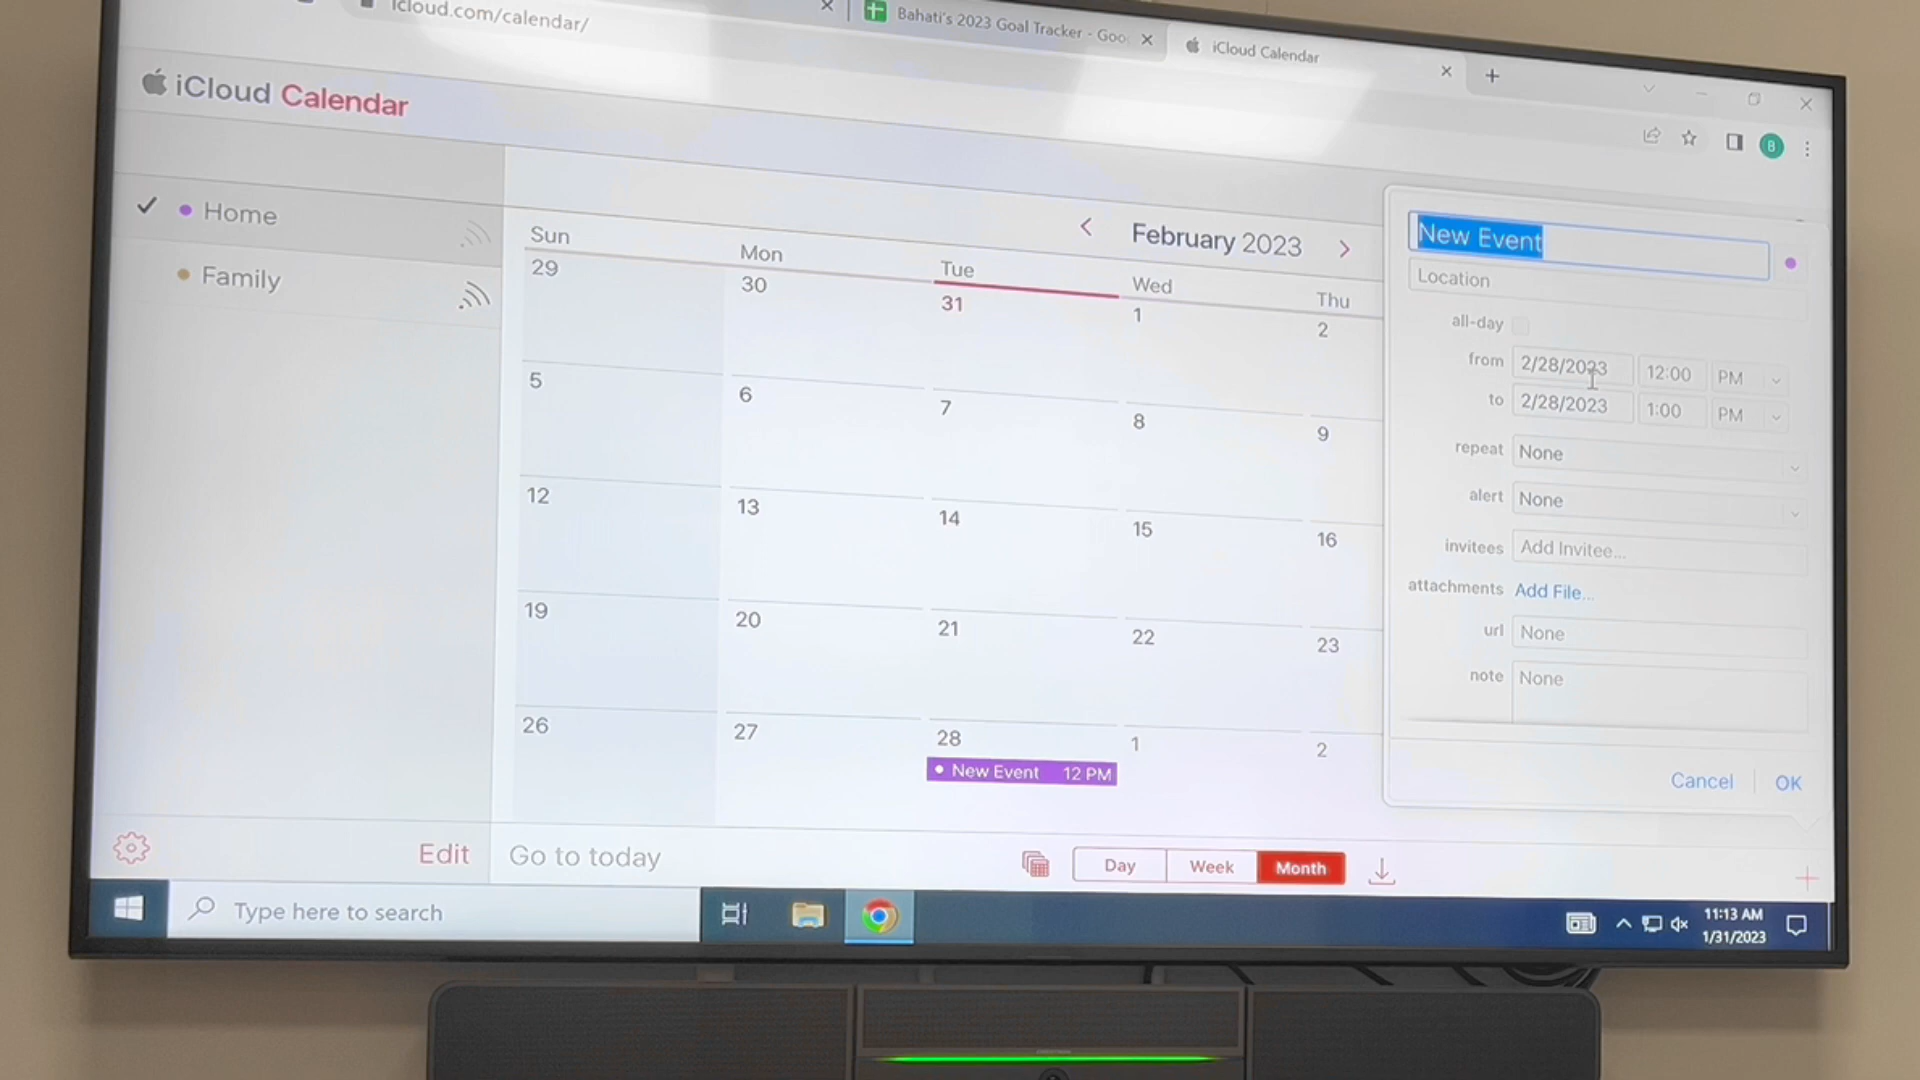 icloud.com/calendar/
Bahati's 2023 Goal Tracker - Goo
iCloud Calendar
iCloud Calendar
B
Home
Family
February 2023
Sun Mon Tue Wed Thu
29 30 31 1 2
5 6 7 8 9
12 13 14 15 16
19 20 21 22 23
26 27 28 1 2
New Event 12 PM
New Event
Location
all-day
from 2/28/2023 12:00 PM
to 2/28/2023 1:00 PM
repeat None
alert None
invitees Add Invitee...
attachments Add File...
url None
note None
Cancel OK
Edit
Go to today
Day Week Month
Type here to search
11:13 AM
1/31/2023